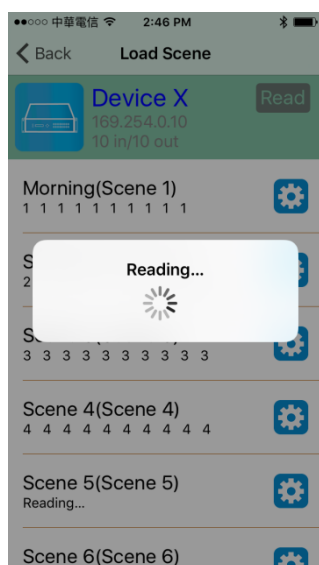 中華電信 2:46 PM
Back Load Scene
Device X Read
169.254.0.10
10 in/10 out
Morning(Scene 1)
1 1 1 1 1 1 1 1 1 1
S
2
Reading...
S
3 3 3 3 3 3 3 3 3 3
Scene 4(Scene 4)
4 4 4 4 4 4 4 4 4 4
Scene 5(Scene 5)
Reading...
Scene 6(Scene 6)